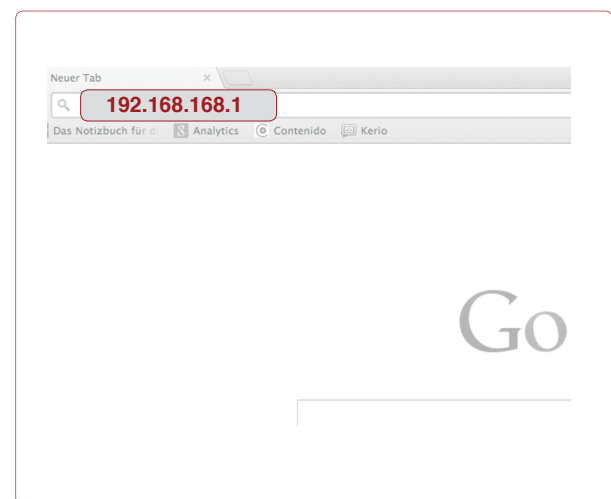 Neuer Tab
192.168.168.1
Das Notizbuch für Analytics Contenido Kerio
Go